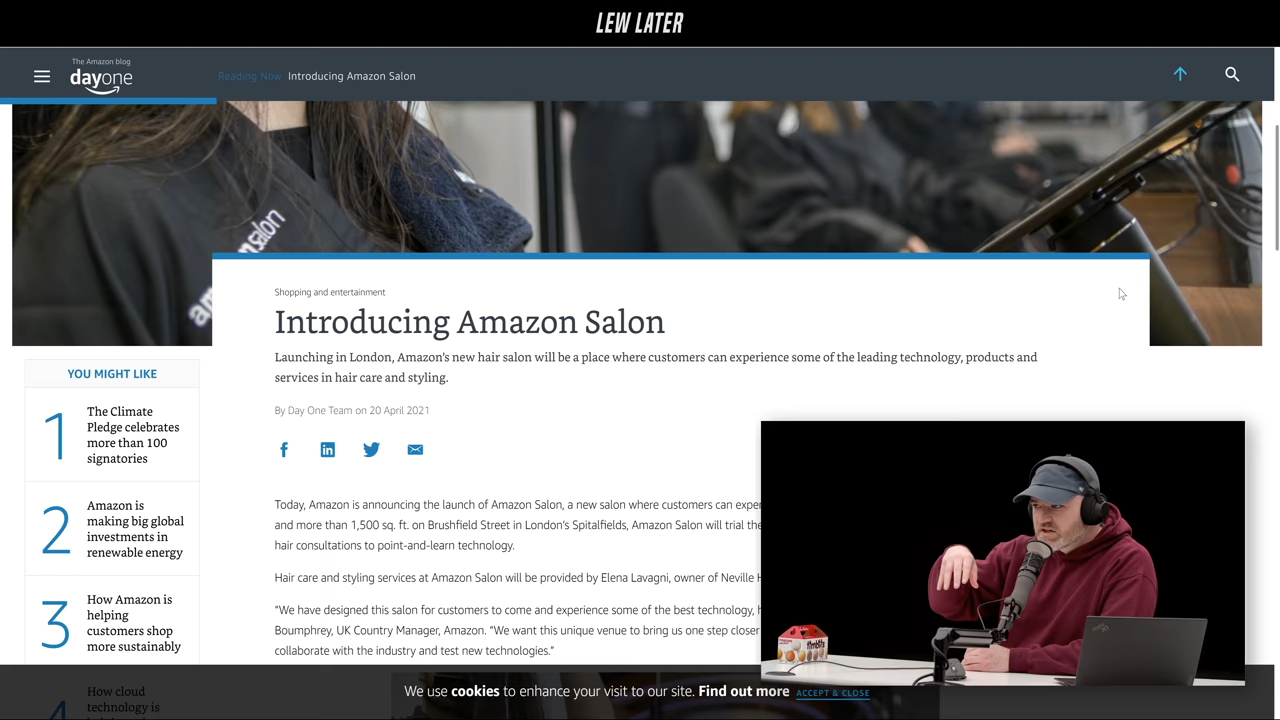 LEW LATER
The Amazon blog
dayone
Reading Now Introducing Amazon Salon
salon
Shopping and entertainment
Introducing Amazon Salon
Launching in London, Amazon's new hair salon will be a place where customers can experience some of the leading technology, products and
services in hair care and styling.
By Day One Team on 20 April 2021
YOU MIGHT LIKE
1
The Climate
Pledge celebrates
more than 100
signatories
2
Amazon is
making big global
investments in
renewable energy
3
How Amazon is
helping
customers shop
more sustainably
4
How cloud
technology is
Today, Amazon is announcing the launch of Amazon Salon, a new salon where customers can
and more than 1,500 sq. ft. on Brushfield Street in London's Spitalfields, Amazon Salon will trial
hair consultations to point-and-learn technology.
Hair care and styling services at Amazon Salon will be provided by Elena Lavagni, owner of Neville
"We have designed this salon for customers to come and experience some of the best technology,
Boumphrey, UK Country Manager, Amazon. "We want this unique venue to bring us one step closer
collaborate with the industry and test new technologies."
timbits
We use cookies to enhance your visit to our site. Find out more ACCEPT & CLOSE